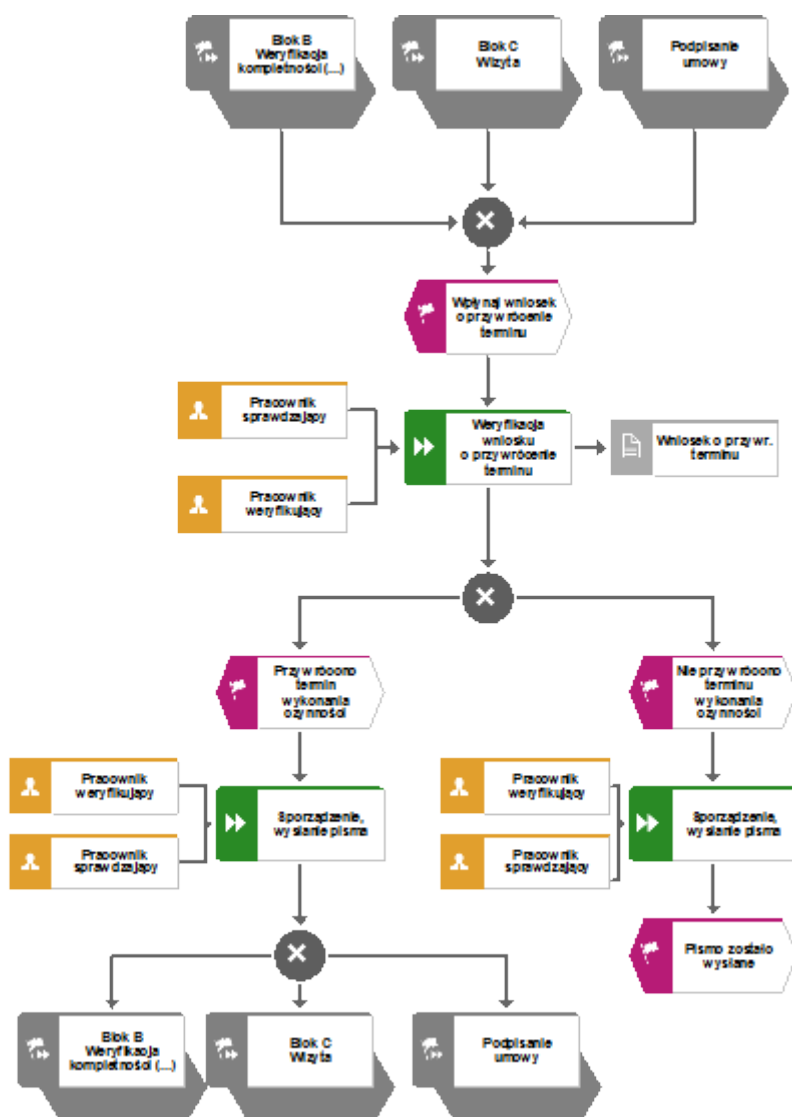 Blok B
Weryfikacja
kompletności (...)
Blok C
Wizyta
Podpisanie
umowy
Wpłynął wniosek
o przywrócenie
terminu
Pracownik
sprawdzający
Pracownik
weryfikujący
Weryfikacja
wniosku
o przywrócenie
terminu
Wniosek o przywr.
terminu
Przywrócono
termin
wykonania
czynności
Nie przywrócono
terminu
wykonania
czynności
Pracownik
weryfikujący
Pracownik
sprawdzający
Sporządzenie,
wysłanie pisma
Pracownik
weryfikujący
Pracownik
sprawdzający
Sporządzenie,
wysłanie pisma
Pismo zostało
wysłane
Blok B
Weryfikacja
kompletności (...)
Blok C
Wizyta
Podpisanie
umowy